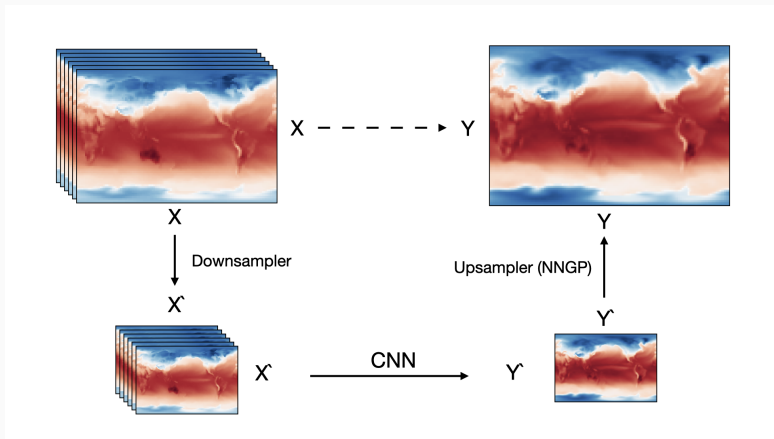 X
Y
X
Downsampler
X`
X`
CNN
Y`
Y`
Upsampler (NNGP)
Y